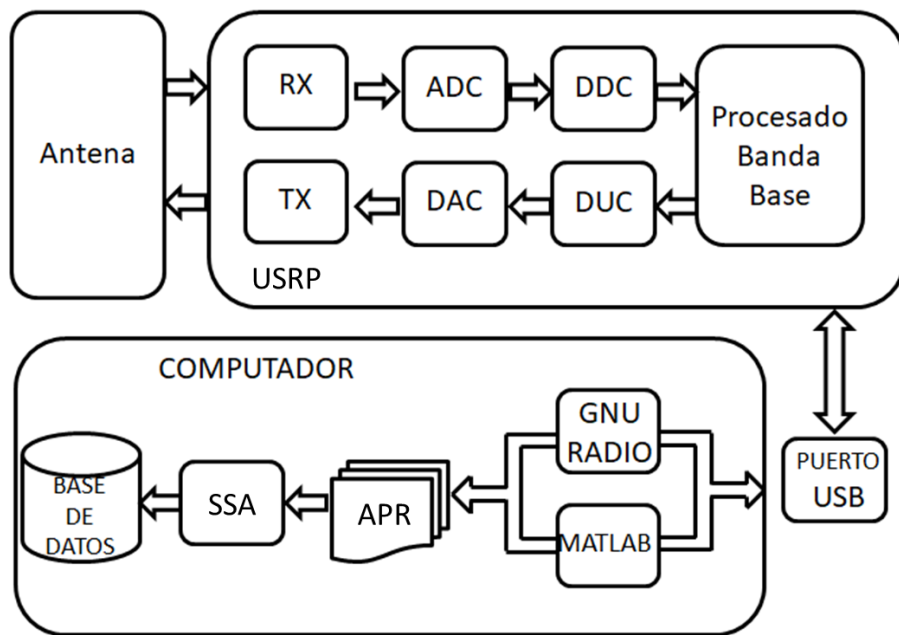 Antena
RX
ADC
DDC
Procesado
Banda
Base
TX
DAC
DUC
USRP
COMPUTADOR
BASE
DE
DATOS
SSA
APR
GNU
RADIO
MATLAB
PUERTO
USB